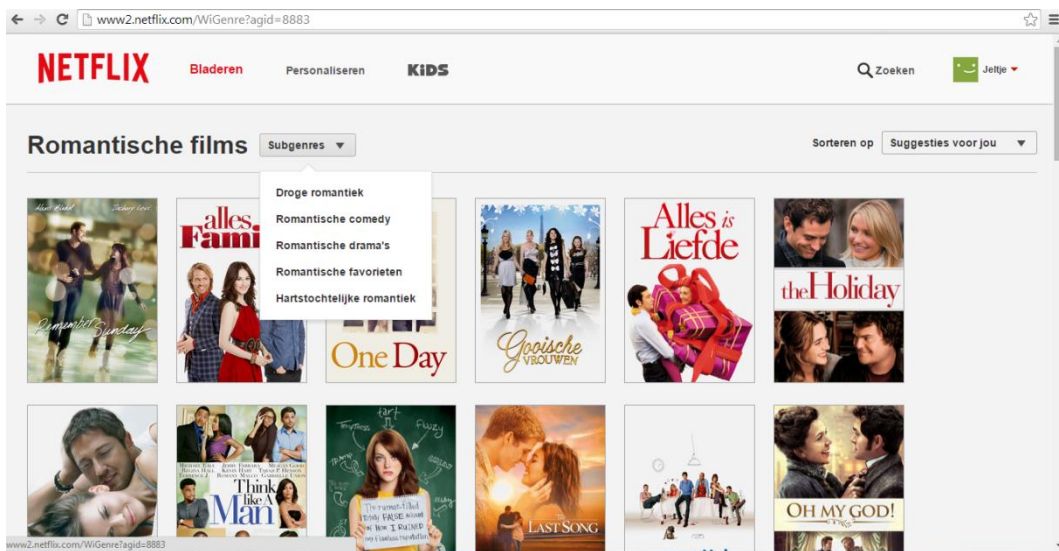 www2.netflix.com/WiGenre?agid=8883
NETFLIX
Bladeren
Personaliseren
KiDS
Zoeken
Jeltje
Romantische films
Subgenres
Sorteren op
Suggesties voor jou
Droge romantiek
Romantische comedy
Romantische drama's
Romantische favorieten
Hartstochtelijke romantiek
Remember Sunday
alles
Fami
One Day
Gooische
VROUWEN
Alles is
Liefde
the Holiday
Think
Like A
Man
tart
Floozy
LAST SONG
OH MY GOD!
www2.netflix.com/WiGenre?agid=8883